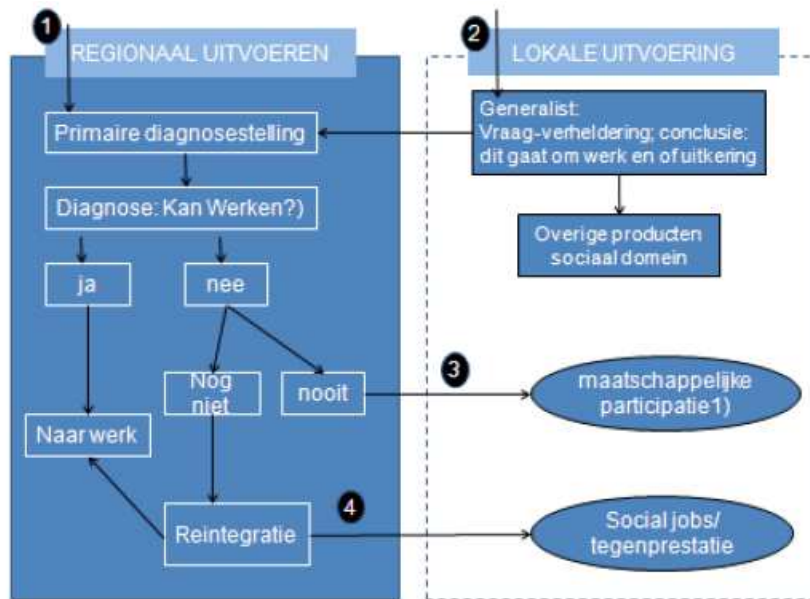 1
REGIONAAL UITVOEREN
Primaire diagnosestelling
Diagnose: Kan Werken?)
ja
nee
Nog
niet
nooit
Naar werk
Reintegratie
2
LOKALE UITVOERING
Generalist:
Vraag-verheldering; conclusie:
dit gaat om werk en of uitkering
Overige producten
sociaal domein
3
maatschappelijke
participatie1)
4
Social jobs/
tegenprestatie